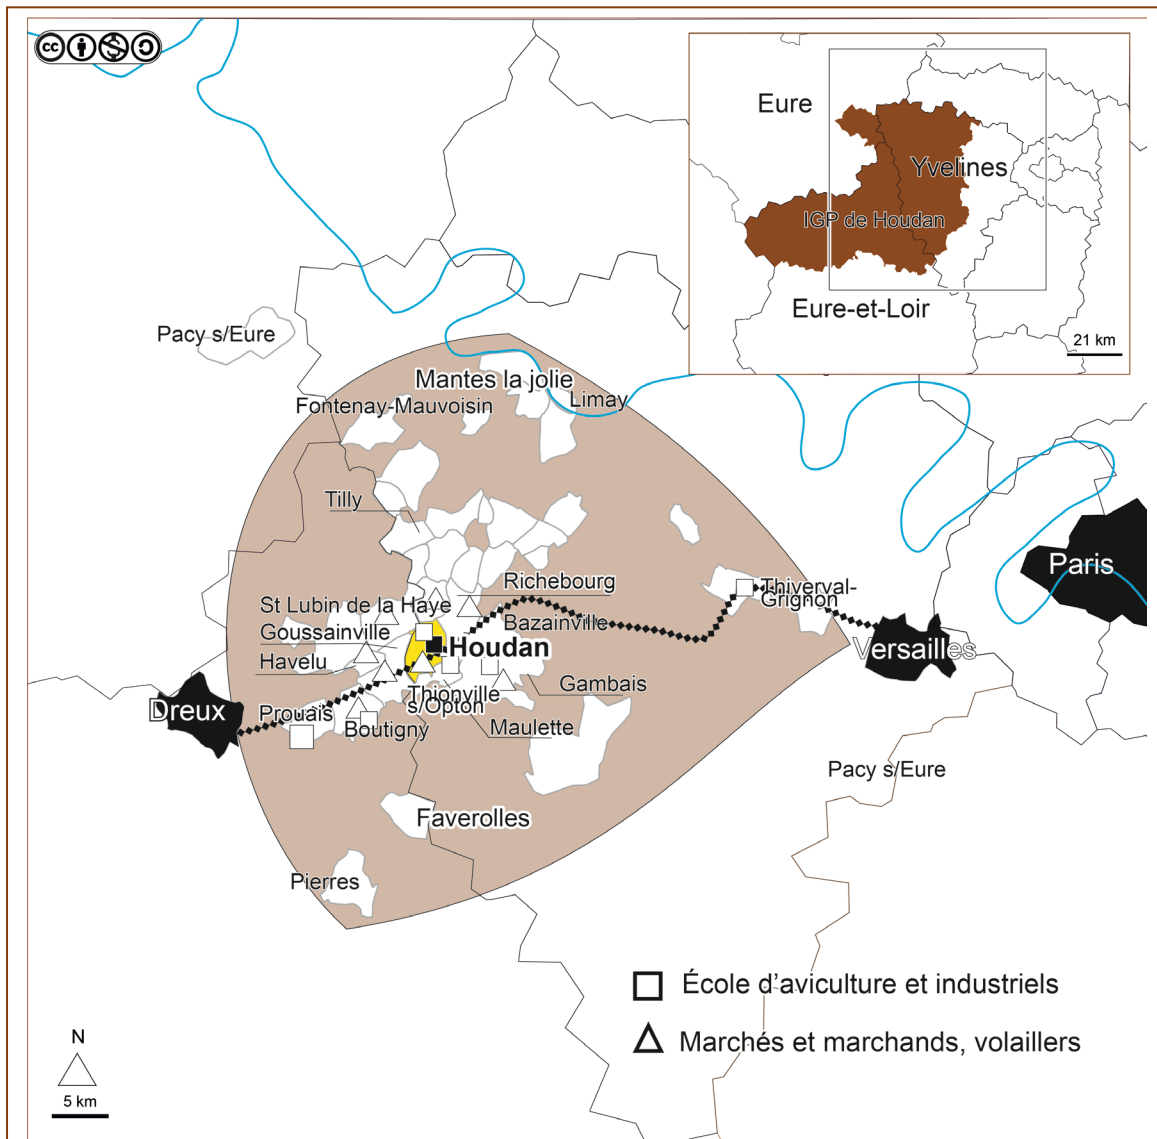 cc
Eure
Yvelines
IGP de Houdan
Eure-et-Loir
21 km
Pacy s/Eure
Mantes la jolie
Limay
Fontenay-Mauvoisin
Tilly
Paris
Richebourg
Thiverval-
Grignon
St Lubin de la Haye
Bazainville
Goussainville
Houdan
Versailles
Havelu
Gambais
Thionville
s/Opton
Dreux
Prouais
Boutigny
Maulette
Pacy s/Eure
Faverolles
Pierres
École d'aviculture et industriels
Marchés et marchands, volaillers
N
5 km